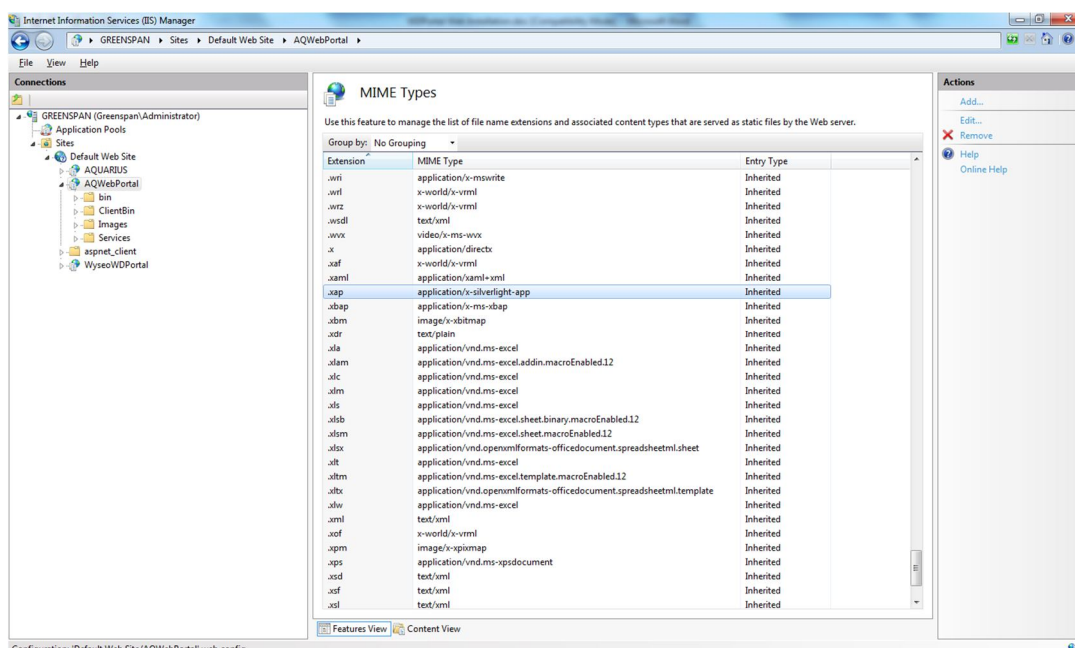 Internet Information Services (IIS) Manager
GREENSPAN Sites Default Web Site AQWebPortal
File View Help
Connections
GREENSPAN (Greenspan\Administrator)
Application Pools
Sites
Default Web Site
AQUARIUS
AQWebPortal
bin
ClientBin
Images
Services
aspnet_client
WyseoWDPortal
MIME Types
Use this feature to manage the list of file name extensions and associated content types that are served as static files by the Web server.
Group by: No Grouping
Extension MIME Type Entry Type
.wri application/x-mswrite Inherited
.wrl x-world/x-vrml Inherited
.wrz x-world/x-vrml Inherited
.wsdl text/xml Inherited
.wvx video/x-ms-wvx Inherited
.x application/directx Inherited
.xaf x-world/x-vrml Inherited
.xaml application/xaml+xml Inherited
.xap application/x-silverlight-app Inherited
.xbap application/x-ms-xbap Inherited
.xbm image/x-xbitmap Inherited
.xdr text/plain Inherited
.xla application/vnd.ms-excel Inherited
.xlam application/vnd.ms-excel.addin.macroEnabled.12 Inherited
.xlc application/vnd.ms-excel Inherited
.xlm application/vnd.ms-excel Inherited
.xls application/vnd.ms-excel Inherited
.xlsb application/vnd.ms-excel.sheet.binary.macroEnabled.12 Inherited
.xlsm application/vnd.ms-excel.sheet.macroEnabled.12 Inherited
.xlsx application/vnd.openxmlformats-officedocument.spreadsheetml.sheet Inherited
.xlt application/vnd.ms-excel Inherited
.xltm application/vnd.ms-excel.template.macroEnabled.12 Inherited
.xltx application/vnd.openxmlformats-officedocument.spreadsheetml.template Inherited
.xlw application/vnd.ms-excel Inherited
.xml text/xml Inherited
.xof x-world/x-vrml Inherited
.xpm image/x-xpixmap Inherited
.xps application/vnd.ms-xpsdocument Inherited
.xsd text/xml Inherited
.xsf text/xml Inherited
.xsl text/xml Inherited
Features View Content View
Actions
Add...
Edit...
Remove
Help
Online Help